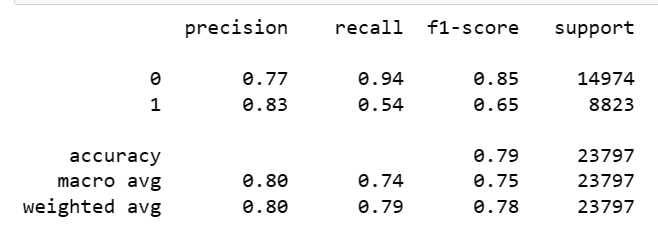 precision recall f1-score support
0 0.77 0.94 0.85 14974
1 0.83 0.54 0.65 8823
accuracy 0.79 23797
macro avg 0.80 0.74 0.75 23797
weighted avg 0.80 0.79 0.78 23797